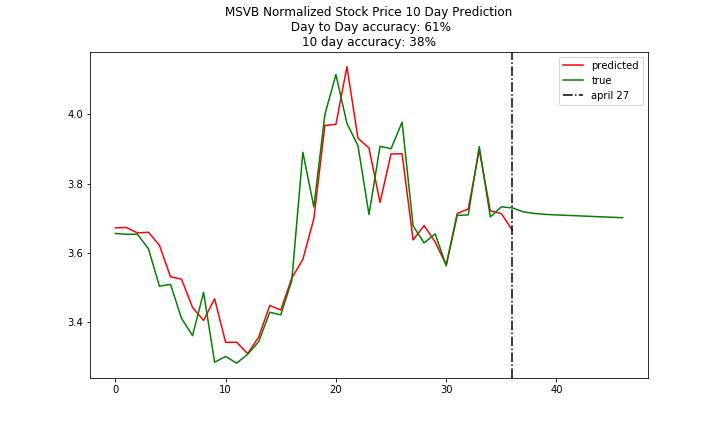 MSVB Normalized Stock Price 10 Day Prediction
Day to Day accuracy: 61%
10 day accuracy: 38%
predicted
true
april 27
4.0
3.8
3.6
3.4
0 10 20 30 40